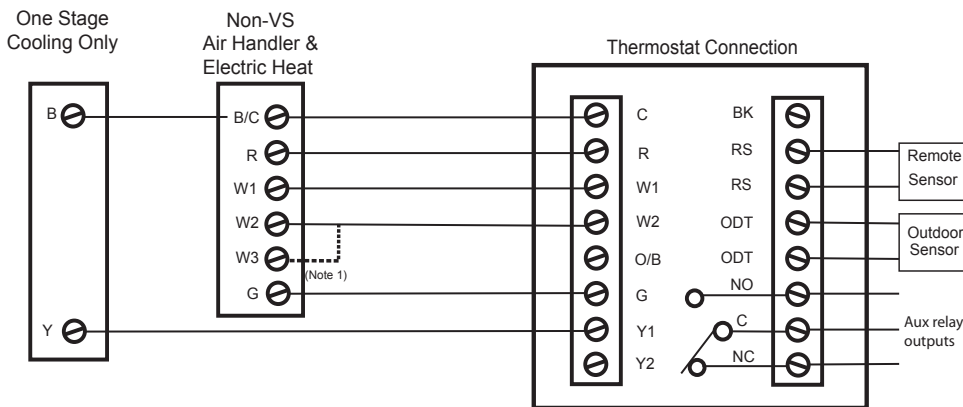 One Stage
Cooling Only
Non-VS
Air Handler &
Electric Heat
Thermostat Connection
B
Y
B/C
R
W1
W2
W3
G
(Note 1)
C
R
W1
W2
O/B
G
Y1
Y2
BK
RS
RS
ODT
ODT
NO
C
NC
Remote
Sensor
Outdoor
Sensor
Aux relay
outputs